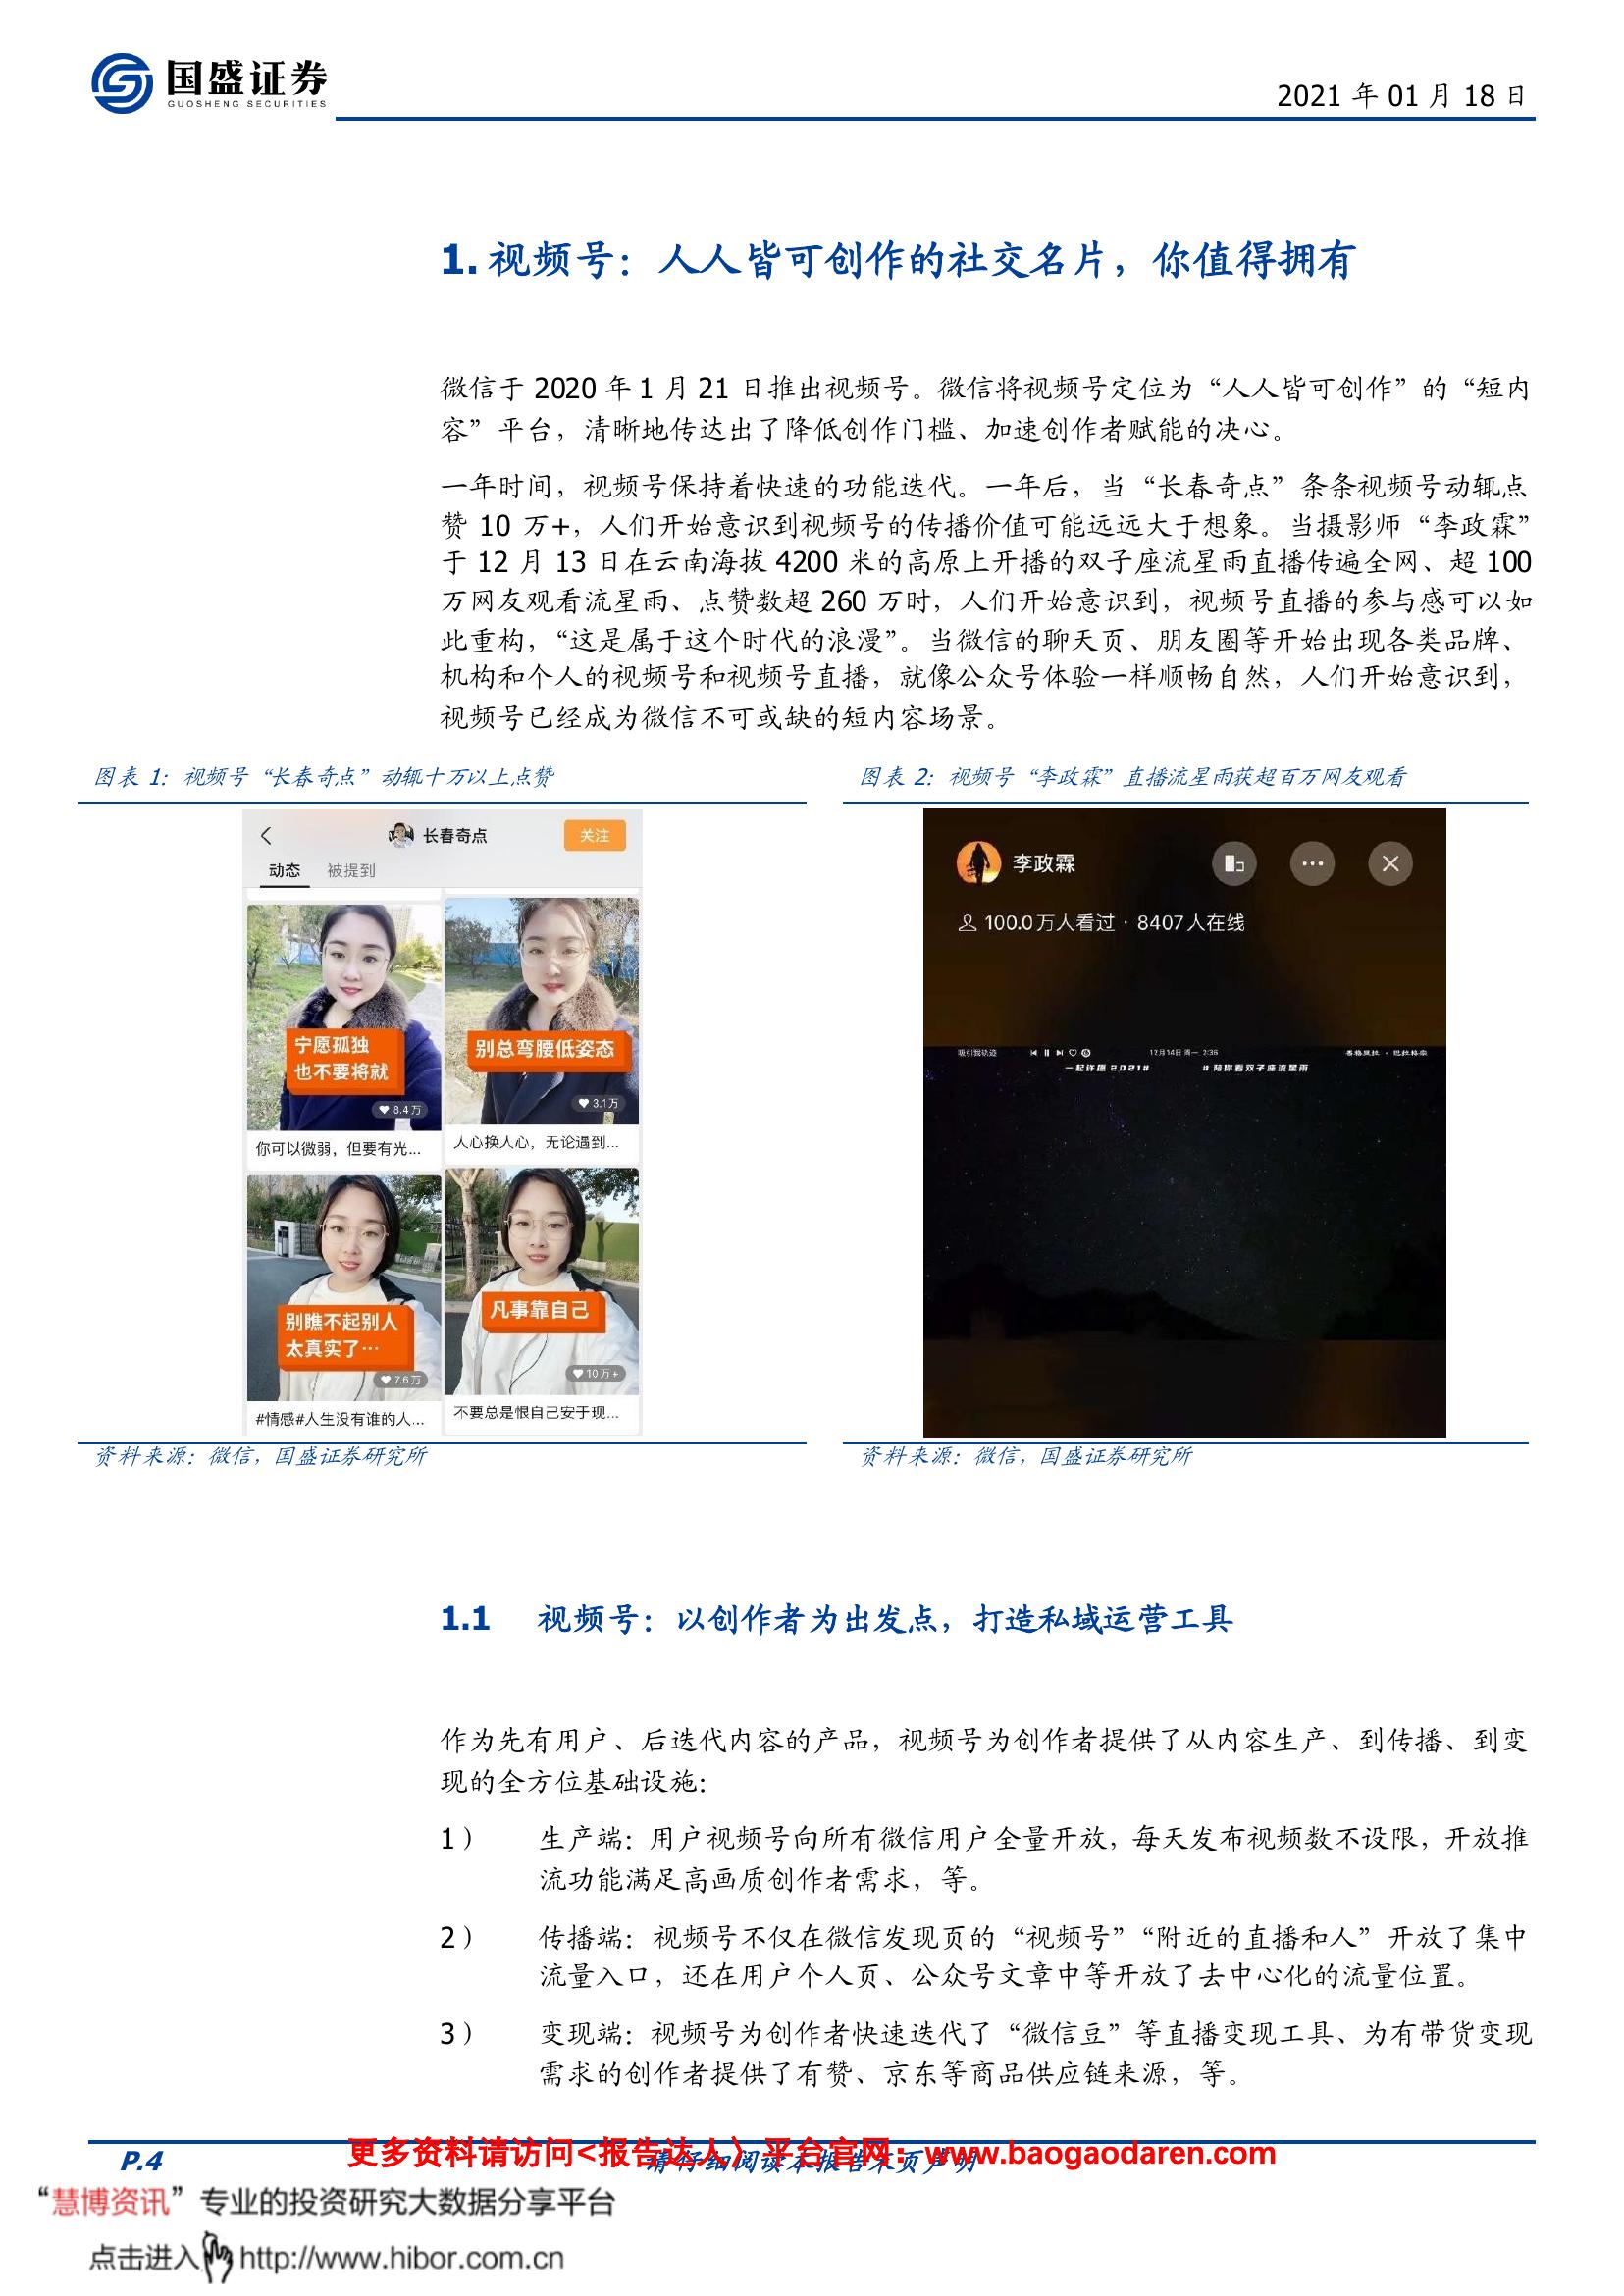 国盛证券
GUOSHENG SECURITIES
2021 年 01 月 18 日
1. 视频号：人人皆可创作的社交名片，你值得拥有
微信于 2020 年 1 月 21 日推出视频号。微信将视频号定位为“人人皆可创作”的“短内
容”平台，清晰地传达出了降低创作门槛、加速创作者赋能的决心。
一年时间，视频号保持着快速的功能迭代。一年后，当“长春奇点”条条视频号动辄点
赞 10 万+，人们开始意识到视频号的传播价值可能远远大于想象。当摄影师“李政霖”
于 12 月 13 日在云南海拔 4200 米的高原上开播的双子座流星雨直播传遍全网、超 100
万网友观看流星雨、点赞数超 260 万时，人们开始意识到，视频号直播的参与感可以如
此重构，“这是属于这个时代的浪漫”。当微信的聊天页、朋友圈等开始出现各类品牌、
机构和个人的视频号和视频号直播，就像公众号体验一样顺畅自然，人们开始意识到，
视频号已经成为微信不可或缺的短内容场景。
图表 1：视频号“长春奇点”动辄十万以上点赞
长春奇点
关注
动态 被提到
宁愿孤独
也不要将就
8.4万
你可以微弱，但要有光...
别总弯腰低姿态
3.1万
人心换人心，无论遇到...
别瞧不起别人
太真实了…
7.6万
#情感#人生没有谁的人...
凡事靠自己
10万+
不要总是恨自己安于现...
资料来源：微信，国盛证券研究所
图表 2：视频号“李政霖”直播流星雨获超百万网友观看
李政霖
100.0万人看过 · 8407人在线
吸引我轨迹
12月14日 周一 2:36
一起许愿 2021#
# 陪你看双子座流星雨
资料来源：微信，国盛证券研究所
1.1 视频号：以创作者为出发点，打造私域运营工具
作为先有用户、后迭代内容的产品，视频号为创作者提供了从内容生产、到传播、到变
现的全方位基础设施：
1） 生产端：用户视频号向所有微信用户全量开放，每天发布视频数不设限，开放推
流功能满足高画质创作者需求，等。
2） 传播端：视频号不仅在微信发现页的“视频号”“附近的直播和人”开放了集中
流量入口，还在用户个人页、公众号文章中等开放了去中心化的流量位置。
3） 变现端：视频号为创作者快速迭代了“微信豆”等直播变现工具、为有带货变现
需求的创作者提供了有赞、京东等商品供应链来源，等。
更多资料请访问<报告达人〉平台官网：www.baogaodaren.com
P.4
请仔细阅读本报告末页声明
“慧博资讯”专业的投资研究大数据分享平台
点击进入 http://www.hibor.com.cn